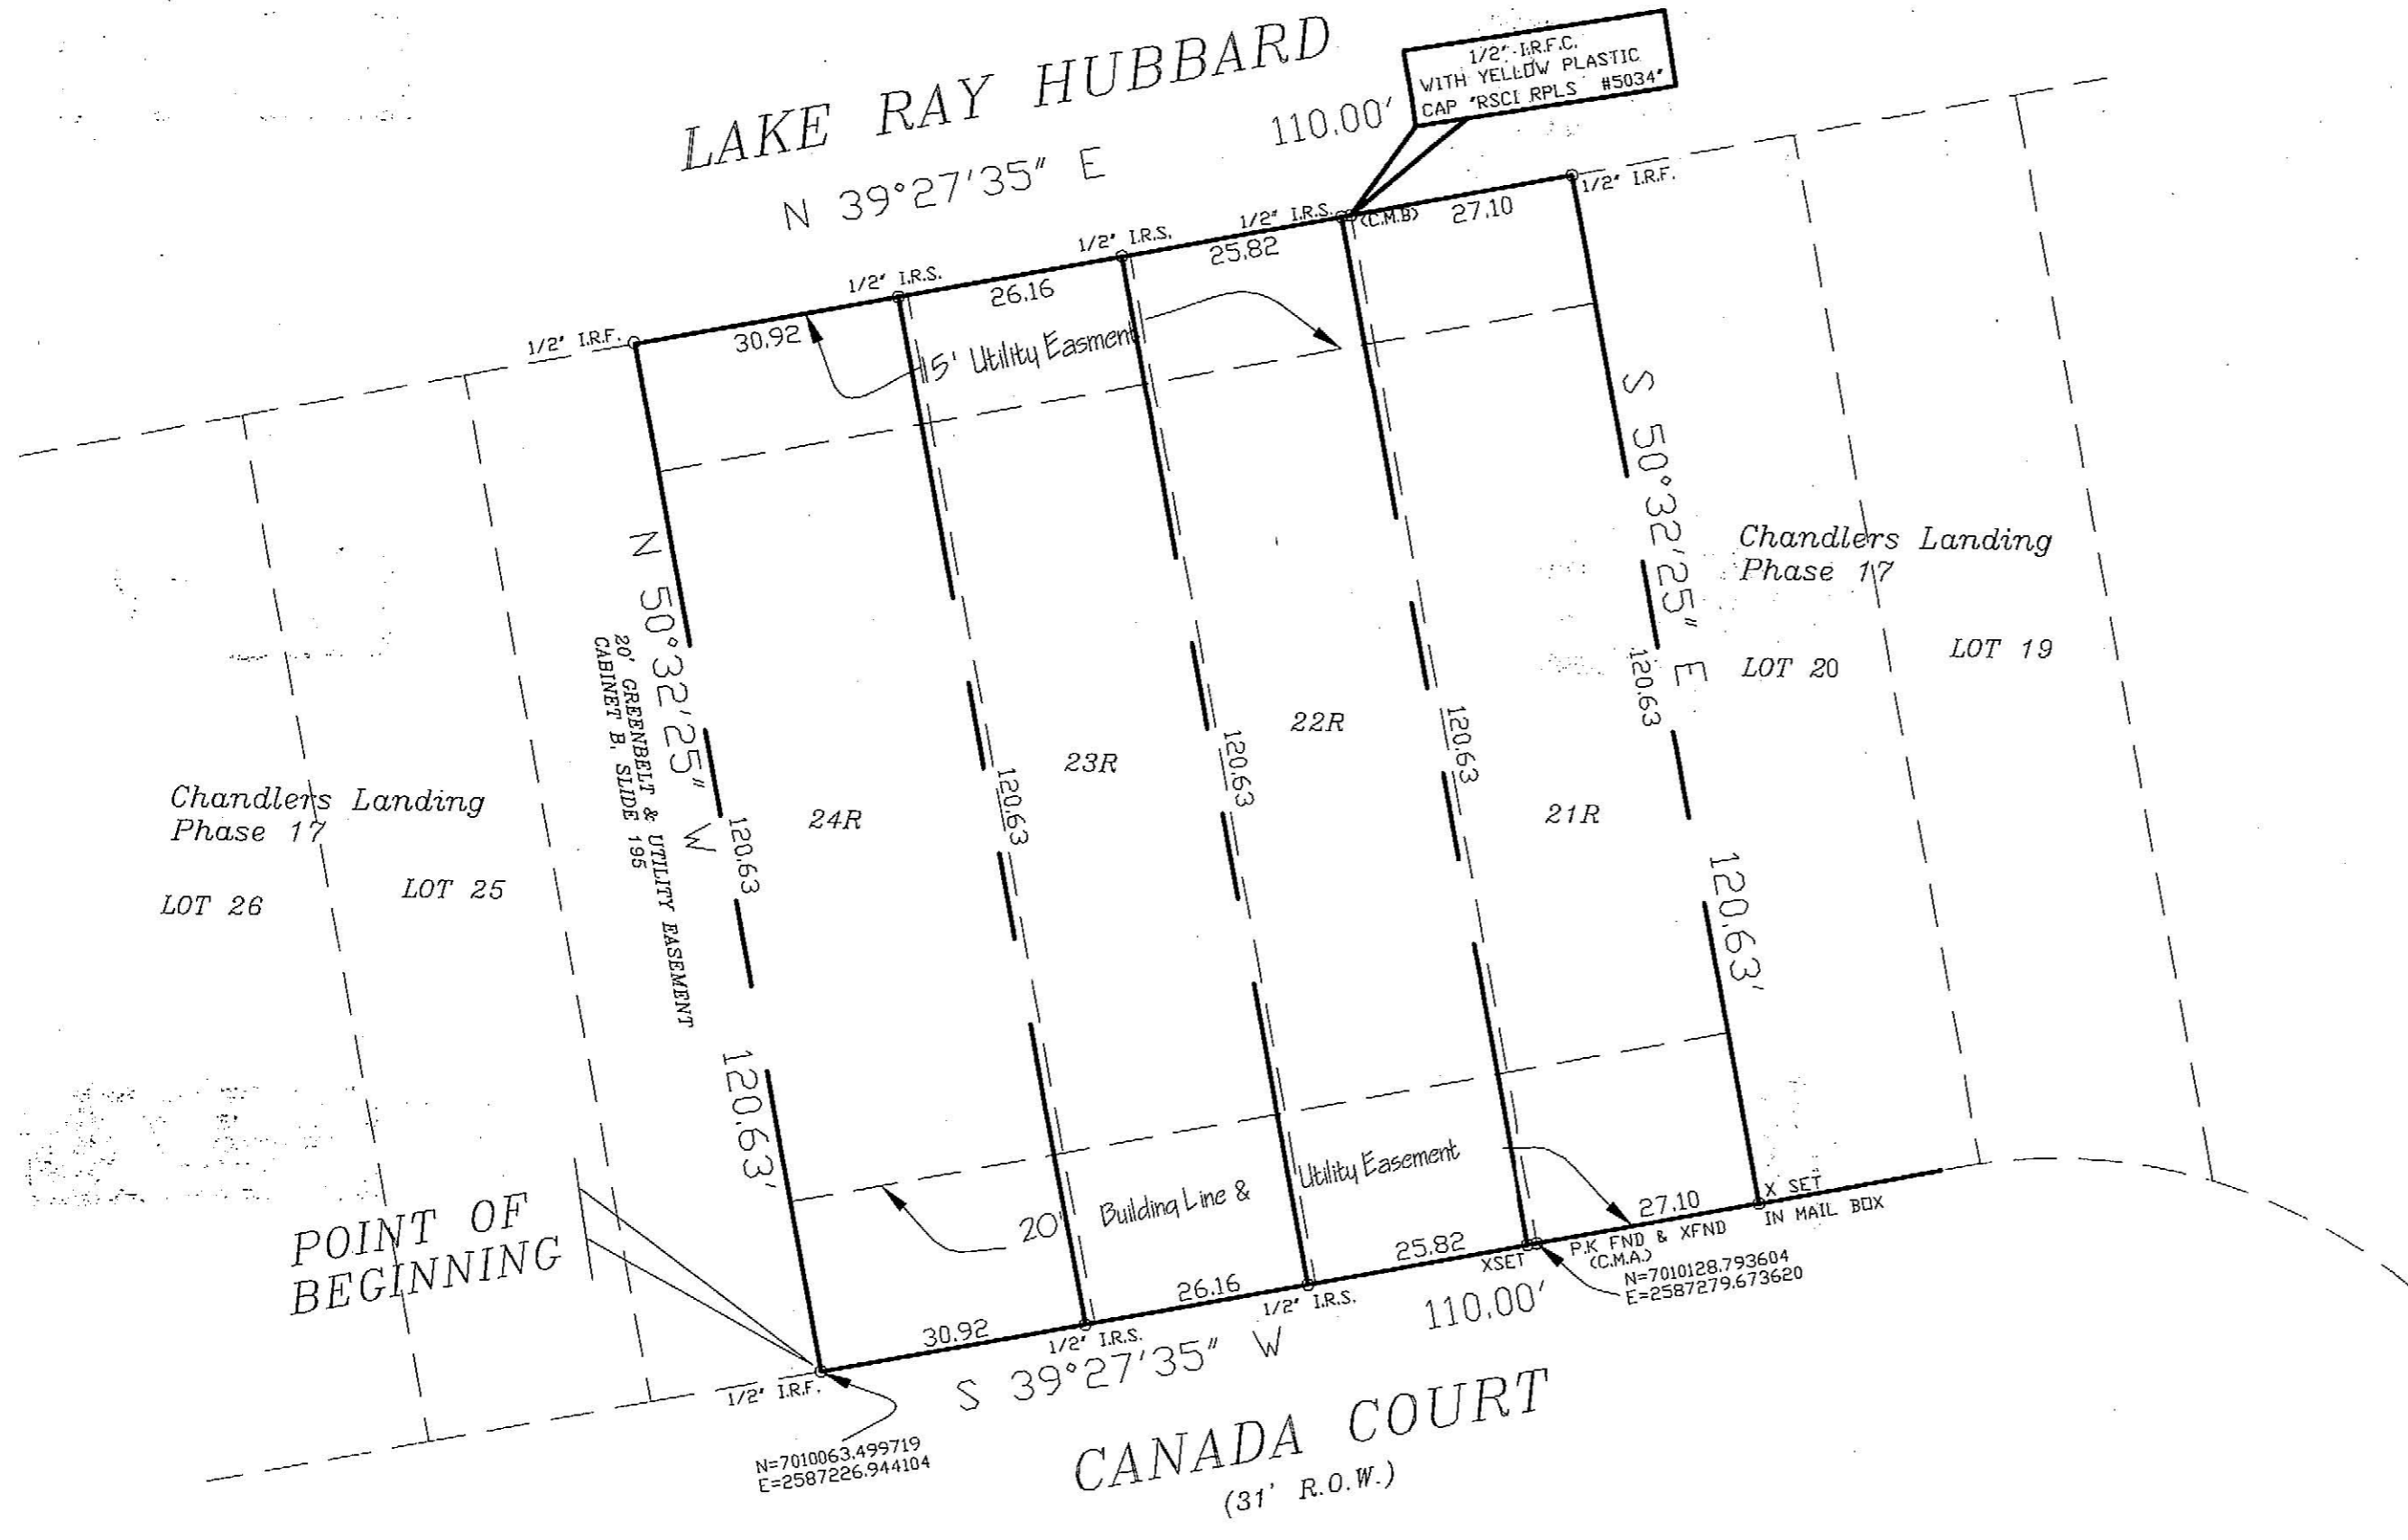 LAKE RAY HUBBARD
N 39°27'35" E
110.00'
1/2" I.R.F.C.
WITH YELLOW PLASTIC
CAP "RSCI RPLS #5034"
1/2" I.R.F.
30.92
1/2" I.R.S.
26.16
1/2" I.R.S.
25.82
1/2" I.R.S.
(C.M.B)
27.10
1/2" I.R.F.
15' Utility Easment
N 50°32'25" W
120.63
120.63'
20' GREENBELT & UTILITY EASEMENT
CABINET B, SLIDE 195
S 50°32'25" E
120.63
120.63'
Chandlers Landing
Phase 17
LOT 20
LOT 19
22R
120.63
23R
120.63
120.63
24R
21R
Chandlers Landing
Phase 17
LOT 26
LOT 25
POINT OF
BEGINNING
20'
Building Line &
Utility Easement
30.92
26.16
25.82
27.10
X SET
IN MAIL BOX
XSET
P.K FND & XFND
(C.M.A.)
N=7010128.793604
E=2587279.673620
1/2" I.R.F.
1/2" I.R.S.
1/2" I.R.S.
S 39°27'35" W
110.00'
N=7010063.499719
E=2587226.944104
CANADA COURT
(31' R.O.W.)